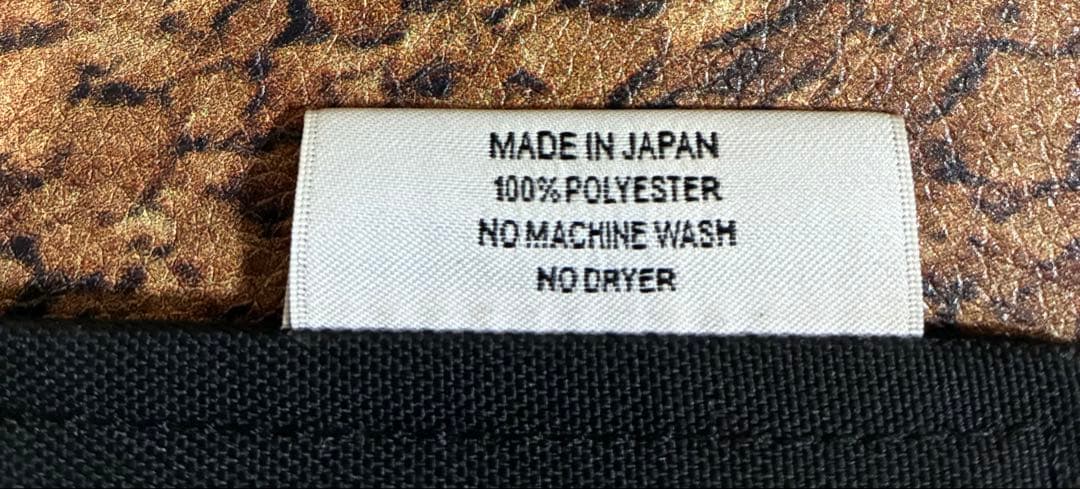 MADE IN JAPAN
100% POLYESTER
NO MACHINE WASH
NO DRYER